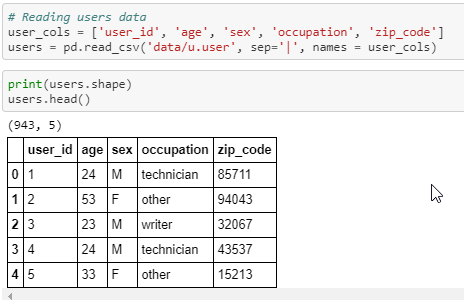 # Reading users data
user_cols = ['user_id', 'age', 'sex', 'occupation', 'zip_code']
users = pd.read_csv('data/u.user', sep='|', names = user_cols)
print(users.shape)
users.head()
(943, 5)
user_id age sex occupation zip_code
0 1 24 M technician 85711
1 2 53 F other 94043
2 3 23 M writer 32067
3 4 24 M technician 43537
4 5 33 F other 15213